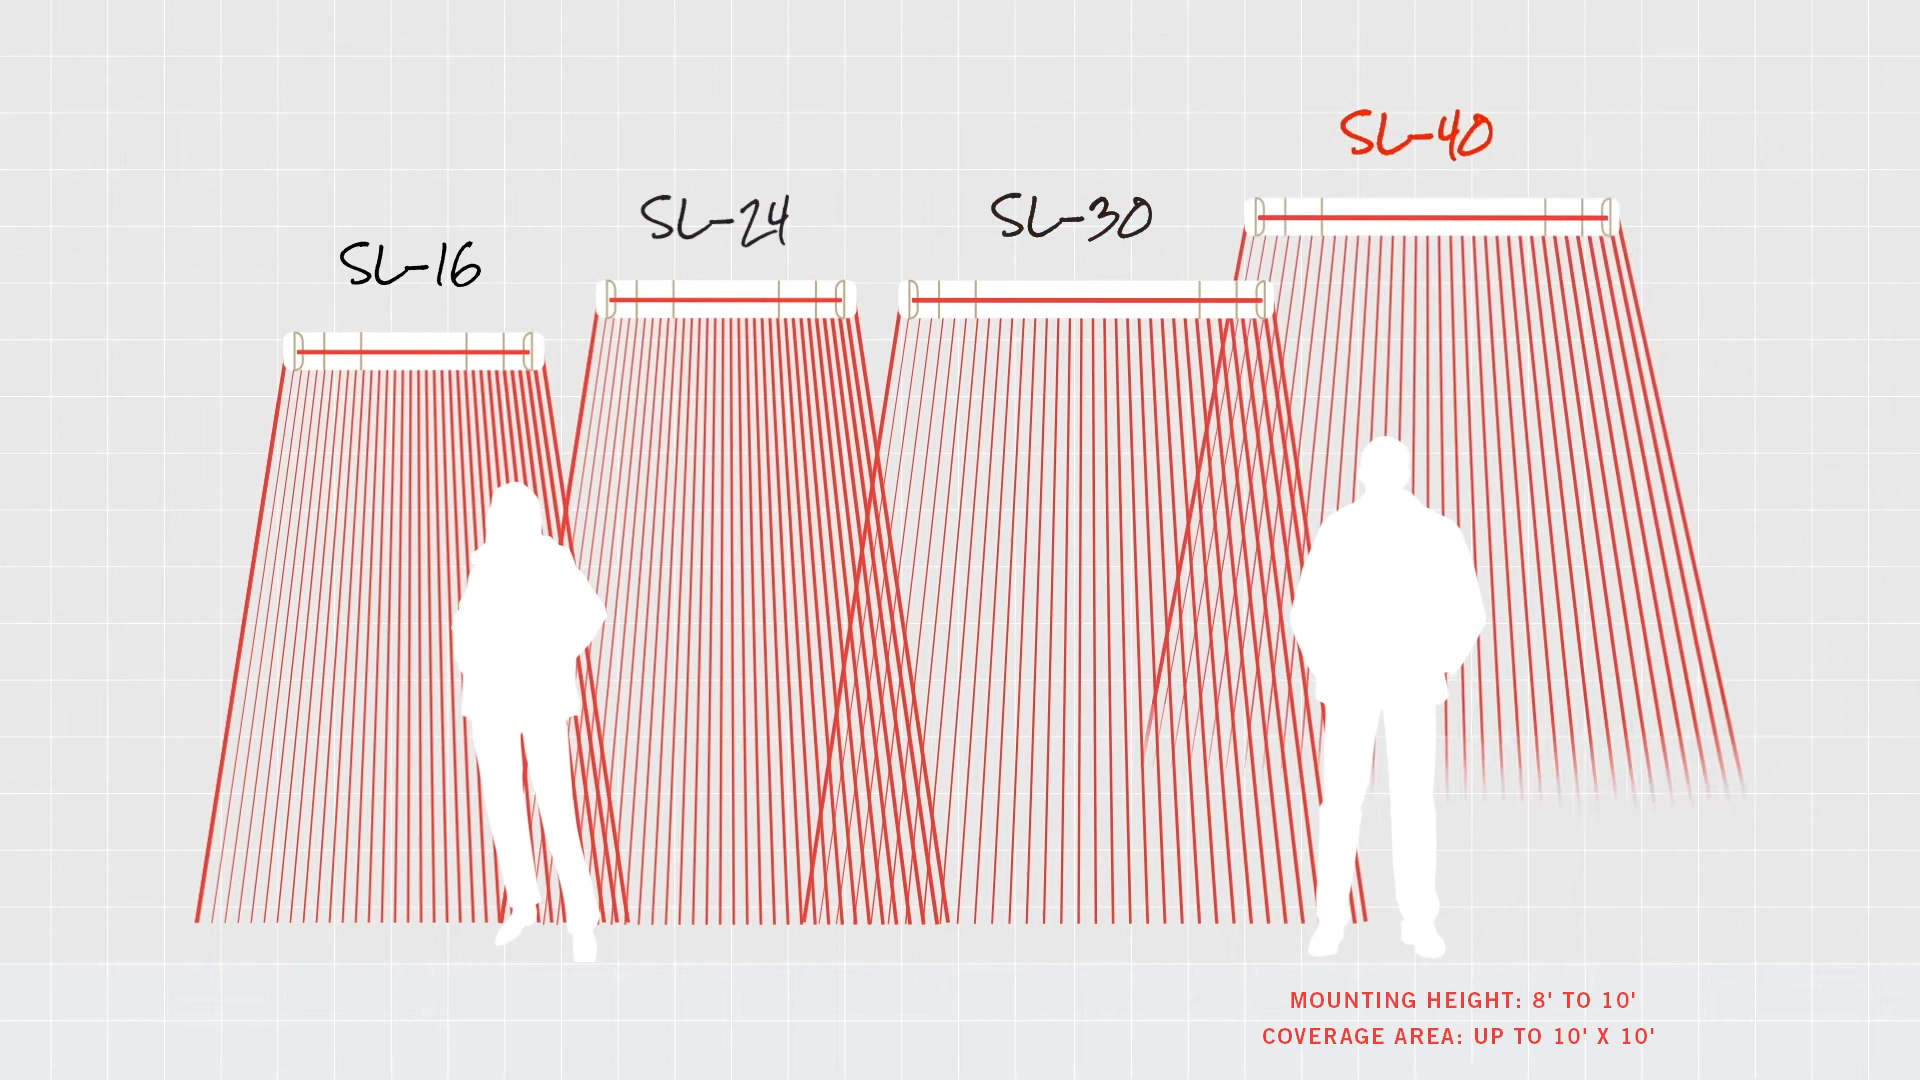 SL-16
SL-24
SL-30
SL-40
MOUNTING HEIGHT: 8' TO 10'
COVERAGE AREA: UP TO 10' X 10'